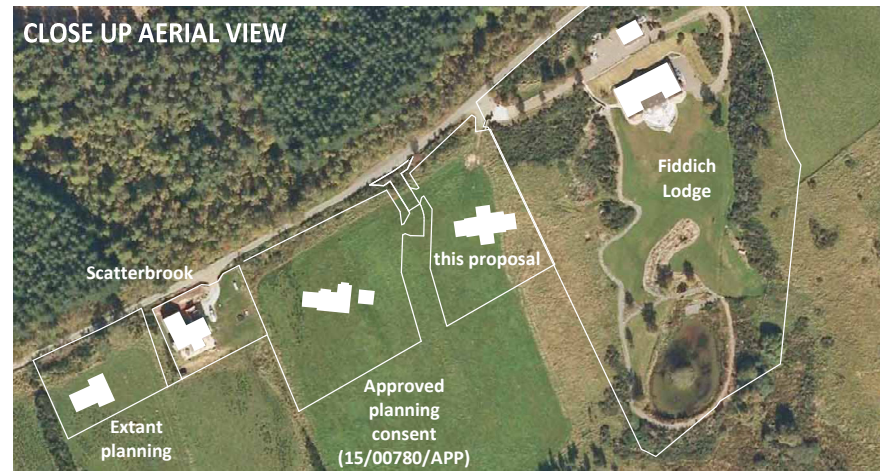 CLOSE UP AERIAL VIEW
Fiddich
Lodge
this proposal
Scatterbrook
Approved
planning
consent
(15/00780/APP)
Extant
planning